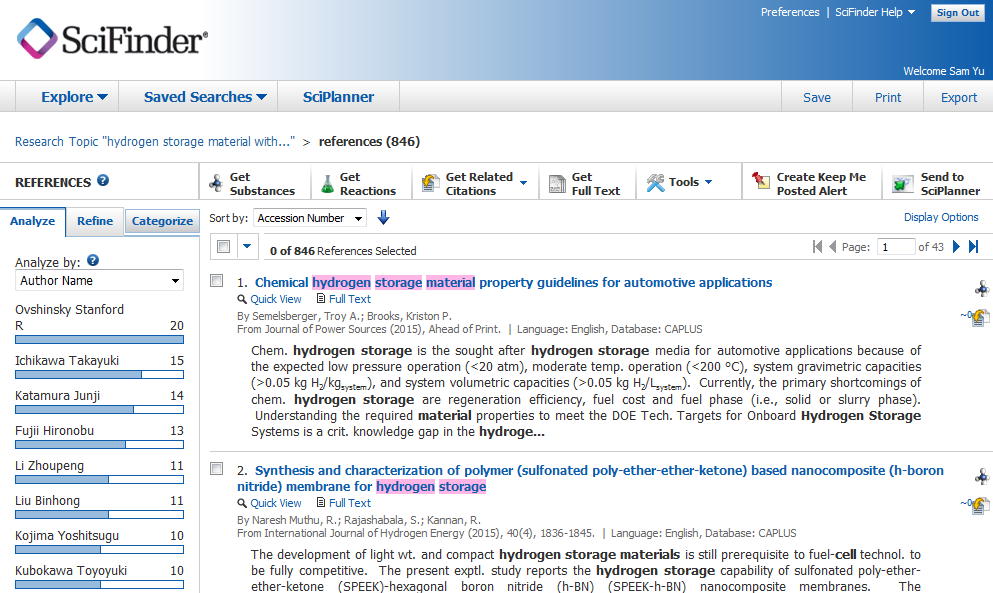 Preferences | SciFinder Help
Sign Out
SciFinder®
Welcome Sam Yu
Explore Saved Searches SciPlanner Save Print Export
Research Topic "hydrogen storage material with..." > references (846)
REFERENCES ?
Get Substances
Get Reactions
Get Related Citations
Get Full Text
Tools
Create Keep Me Posted Alert
Send to SciPlanner
Analyze Refine Categorize
Sort by: Accession Number
Display Options
0 of 846 References Selected
Page: 1 of 43
Analyze by: ?
Author Name
Ovshinsky Stanford
R 20
Ichikawa Takayuki 15
Katamura Junji 14
Fujii Hironobu 13
Li Zhoupeng 11
Liu Binhong 11
Kojima Yoshitsugu 10
Kubokawa Toyoyuki 10
1. Chemical hydrogen storage material property guidelines for automotive applications
Quick View Full Text
~0
By Semelsberger, Troy A.; Brooks, Kriston P.
From Journal of Power Sources (2015), Ahead of Print. | Language: English, Database: CAPLUS
Chem. hydrogen storage is the sought after hydrogen storage media for automotive applications because of
the expected low pressure operation (<20 atm), moderate temp. operation (<200 °C), system gravimetric capacities
(>0.05 kg H2/kgsystem), and system volumetric capacities (>0.05 kg H2/Lsystem). Currently, the primary shortcomings of
chem. hydrogen storage are regeneration efficiency, fuel cost and fuel phase (i.e., solid or slurry phase).
Understanding the required material properties to meet the DOE Tech. Targets for Onboard Hydrogen Storage
Systems is a crit. knowledge gap in the hydroge...
2. Synthesis and characterization of polymer (sulfonated poly-ether-ether-ketone) based nanocomposite (h-boron
nitride) membrane for hydrogen storage
Quick View Full Text
~0
By Naresh Muthu, R.; Rajashabala, S.; Kannan, R.
From International Journal of Hydrogen Energy (2015), 40(4), 1836-1845. | Language: English, Database: CAPLUS
The development of light wt. and compact hydrogen storage materials is still prerequisite to fuel-cell technol. to
be fully competitive. The present exptl. study reports the hydrogen storage capability of sulfonated poly-ether-
ether-ketone (SPEEK)-hexagonal boron nitride (h-BN) (SPEEK-h-BN) nanocomposite membranes. The